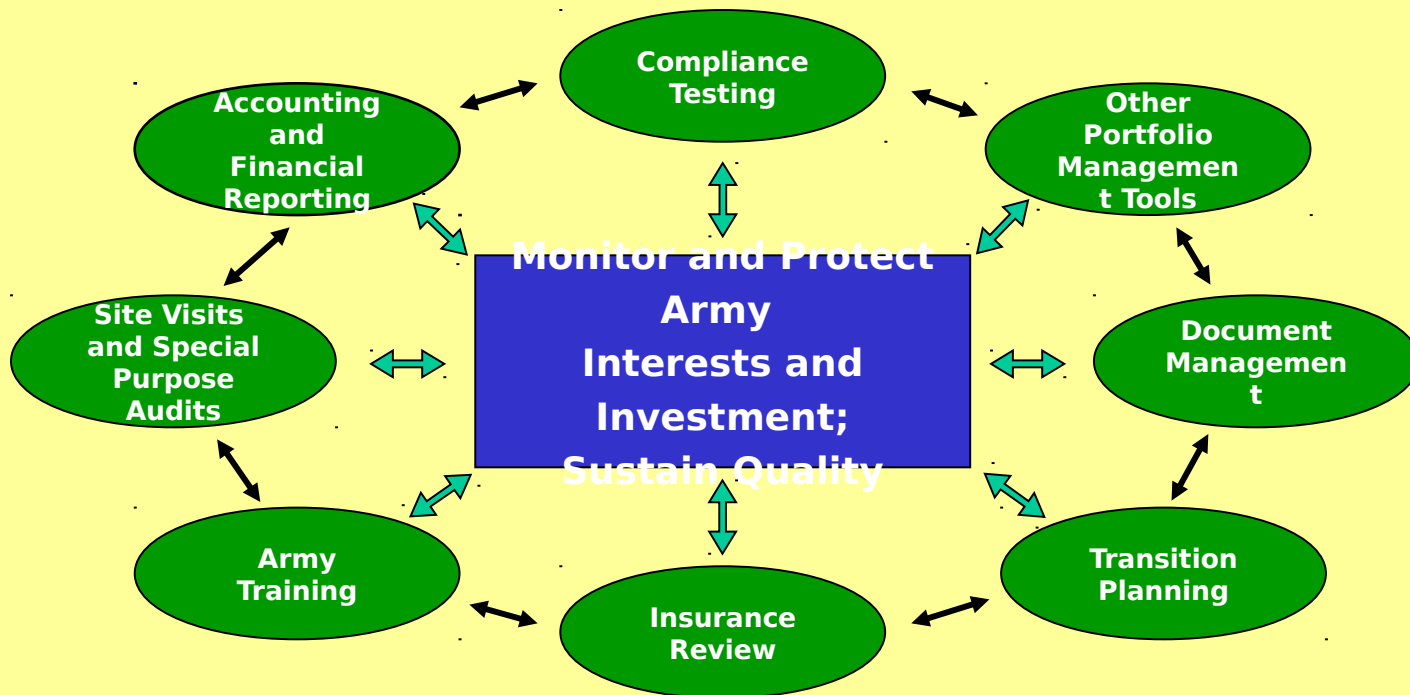 Compliance
Testing
Accounting
and
Financial
Reporting
Other
Portfolio
Managemen
t Tools
Monitor and Protect
Army
Interests and
Investment;
Sustain Quality
Site Visits
and Special
Purpose
Audits
Document
Managemen
t
Army
Training
Transition
Planning
Insurance
Review